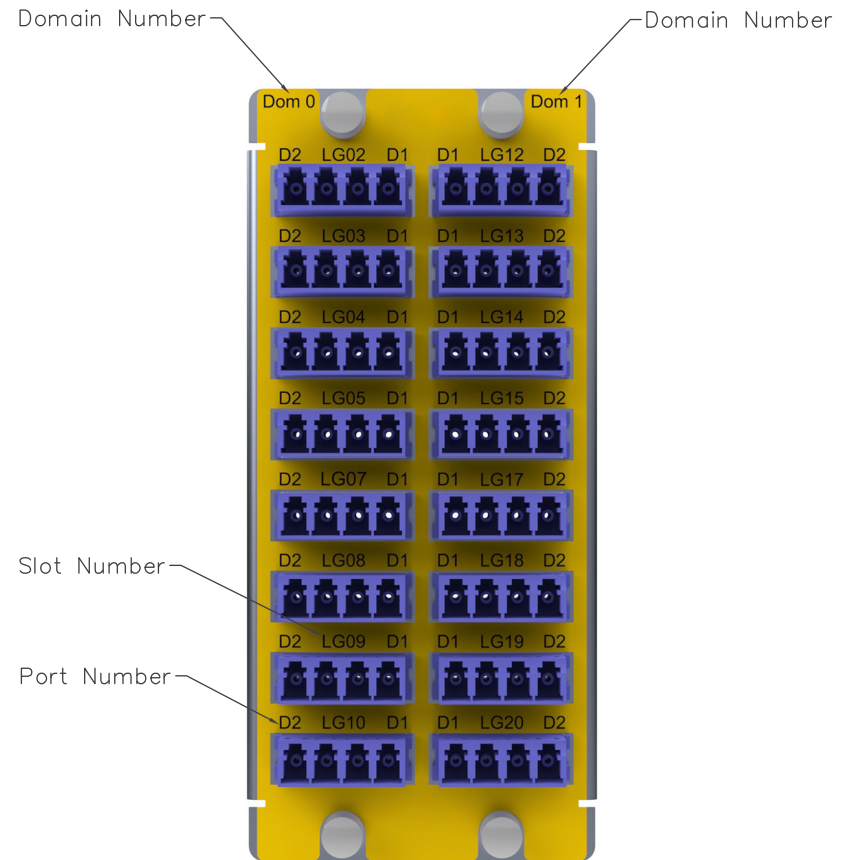 Domain Number
Domain Number
Dom 0
Dom 1
D2 LG02 D1 D1 LG12 D2
D2 LG03 D1 D1 LG13 D2
D2 LG04 D1 D1 LG14 D2
D2 LG05 D1 D1 LG15 D2
D2 LG07 D1 D1 LG17 D2
Slot Number
D2 LG08 D1 D1 LG18 D2
D2 LG09 D1 D1 LG19 D2
Port Number
D2 LG10 D1 D1 LG20 D2